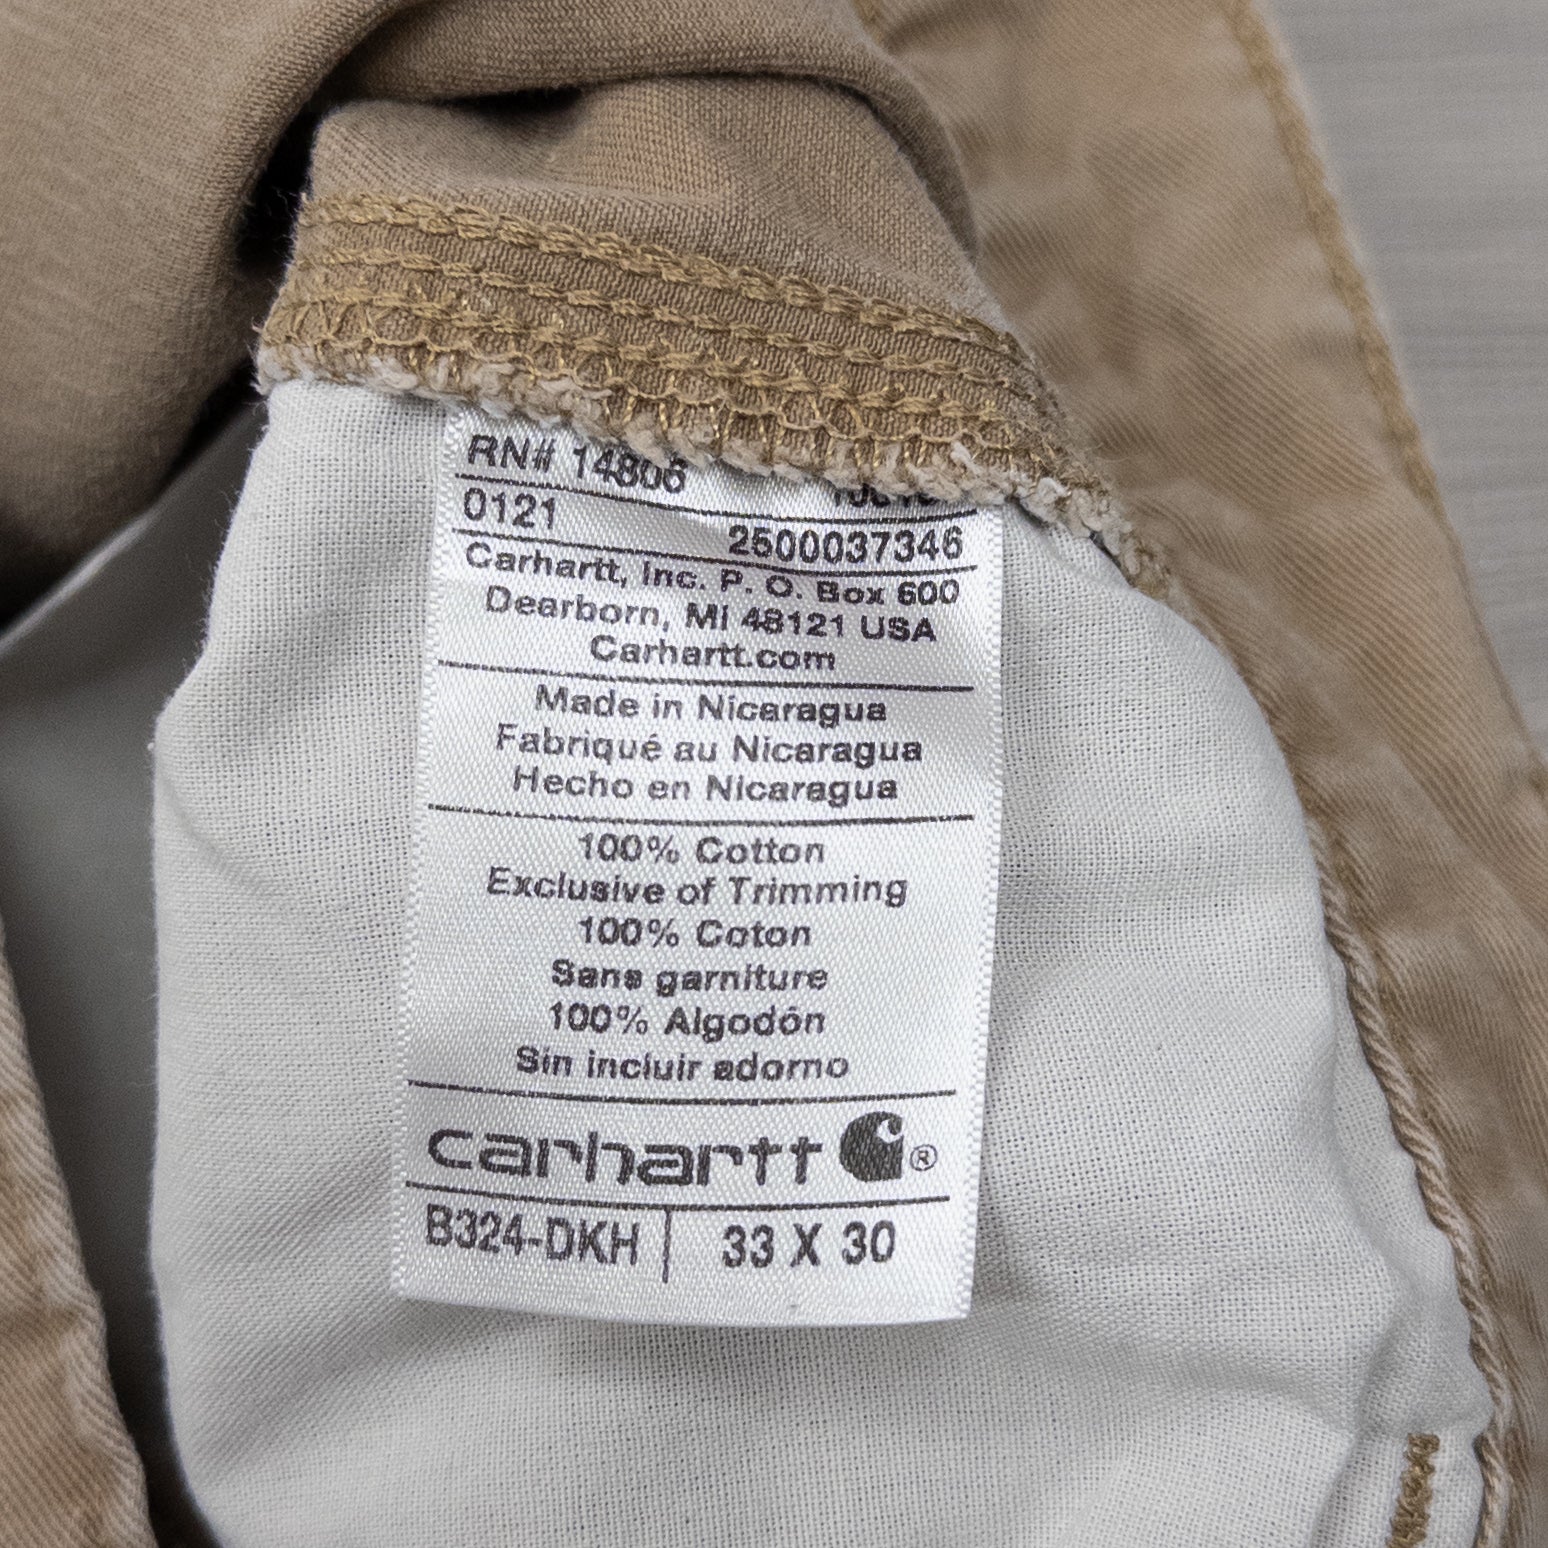 RN# 14806
0121 2500037346
Carhartt, Inc. P. O. Box 600
Dearborn, MI 48121 USA
Carhartt.com
Made in Nicaragua
Fabriqué au Nicaragua
Hecho en Nicaragua
100% Cotton
Exclusive of Trimming
100% Coton
Sans garniture
100% Algodón
Sin incluir adorno
carhartt ®
B324-DKH 33 X 30